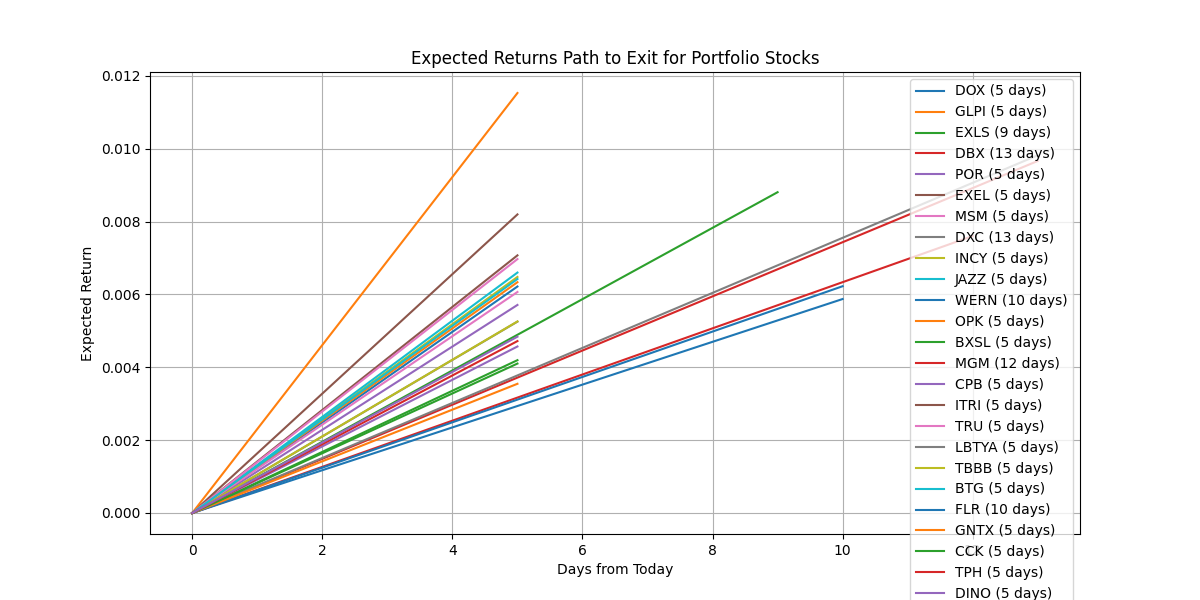 Expected Returns Path to Exit for Portfolio Stocks
Expected Return
0.012
0.010
0.008
0.006
0.004
0.002
0.000
0
2
4
6
8
10
Days from Today
DOX (5 days)
GLPI (5 days)
EXLS (9 days)
DBX (13 days)
POR (5 days)
EXEL (5 days)
MSM (5 days)
DXC (13 days)
INCY (5 days)
JAZZ (5 days)
WERN (10 days)
OPK (5 days)
BXSL (5 days)
MGM (12 days)
CPB (5 days)
ITRI (5 days)
TRU (5 days)
LBTYA (5 days)
TBBB (5 days)
BTG (5 days)
FLR (10 days)
GNTX (5 days)
CCK (5 days)
TPH (5 days)
DINO (5 days)